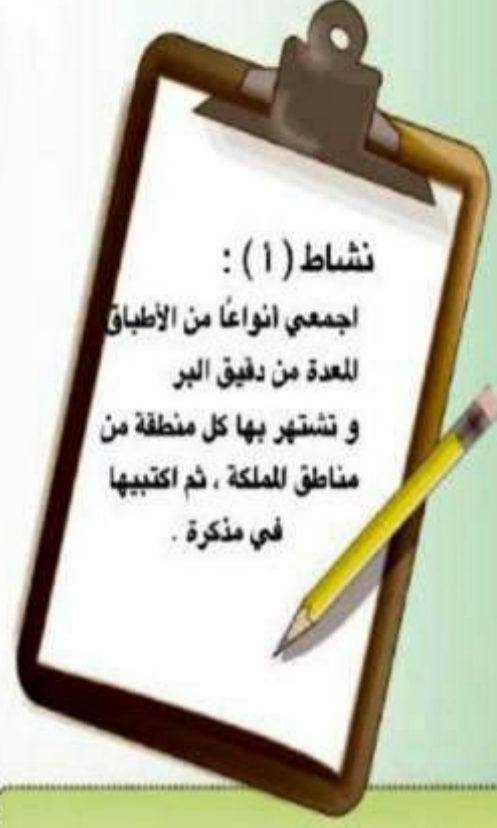 نشاط ( أ ) :
اجمعي أنواعًا من الأطباق
المعدة من دقيق البر
و تشتهر بها كل منطقة من
مناطق المملكة ، ثم اكتبيها
في مذكرة .